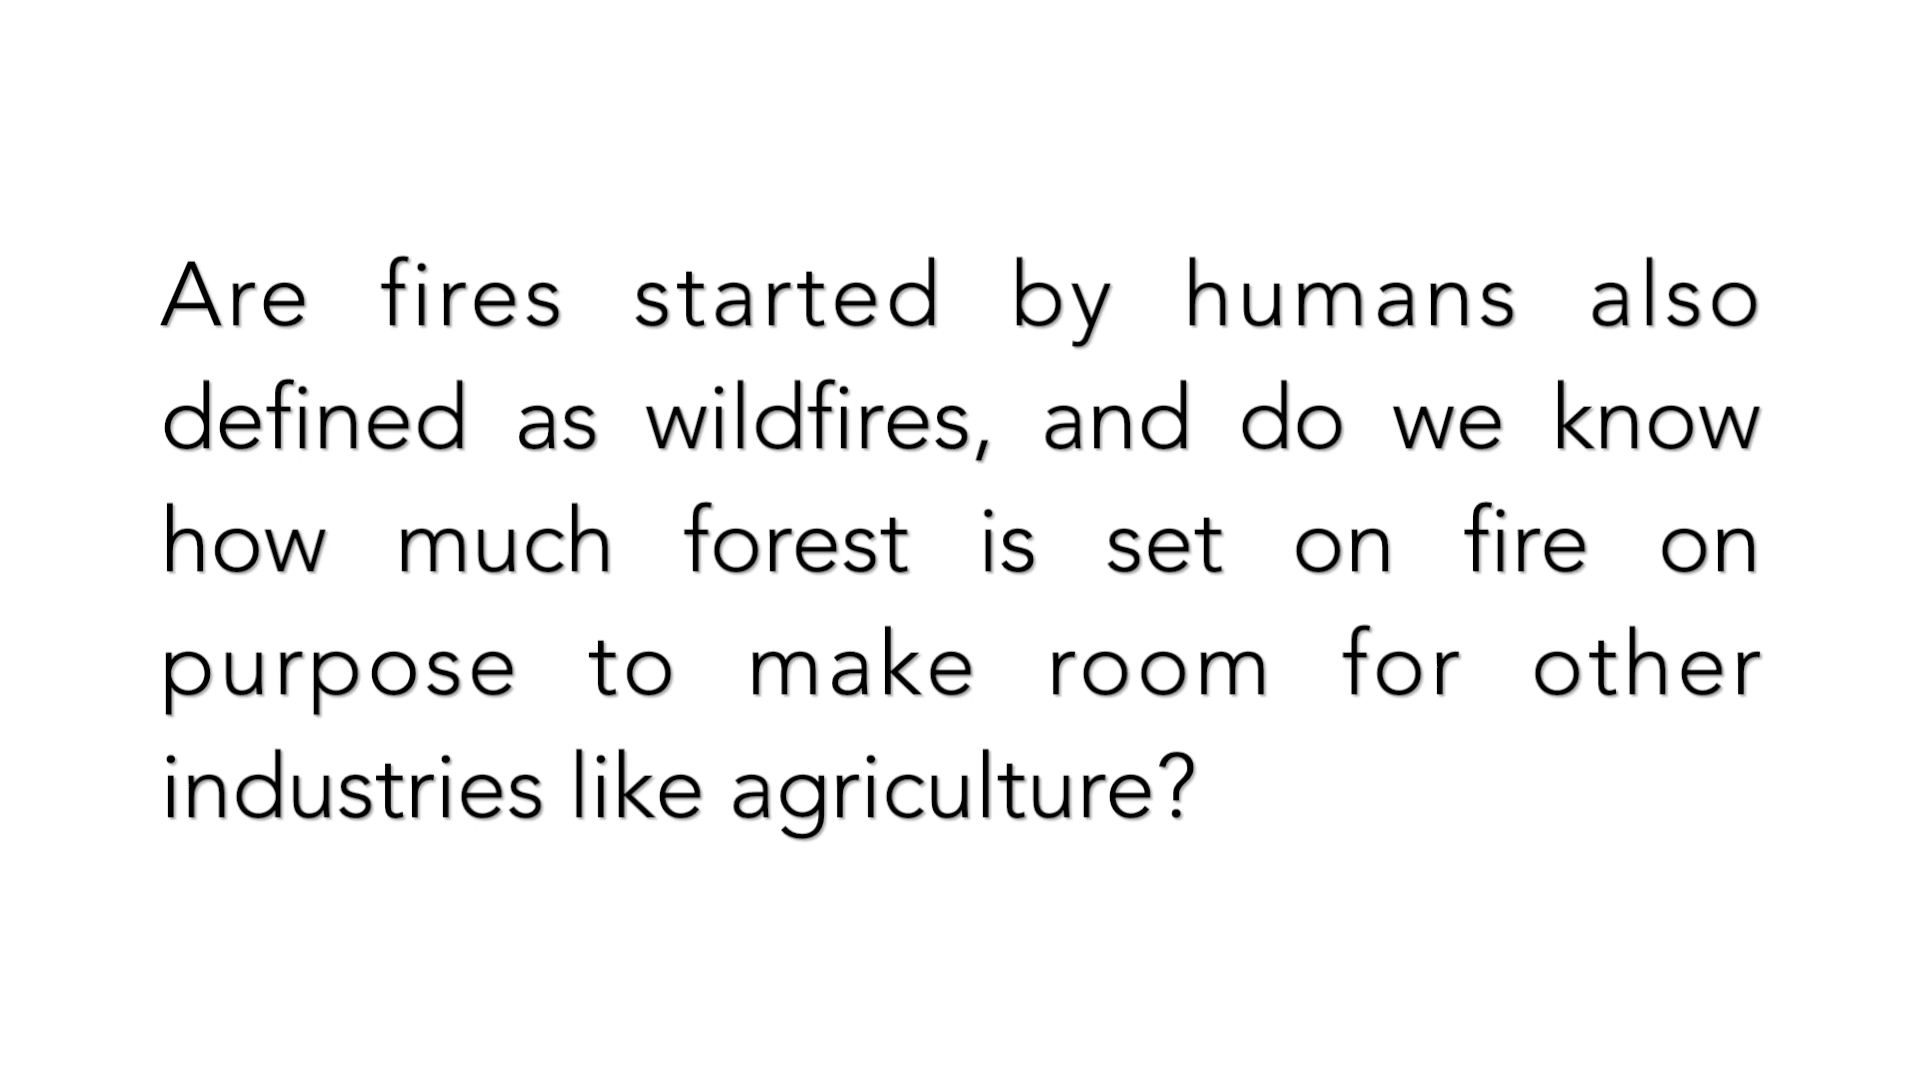 Are fires started by humans also
defined as wildfires, and do we know
how much forest is set on fire on
purpose to make room for other
industries like agriculture?